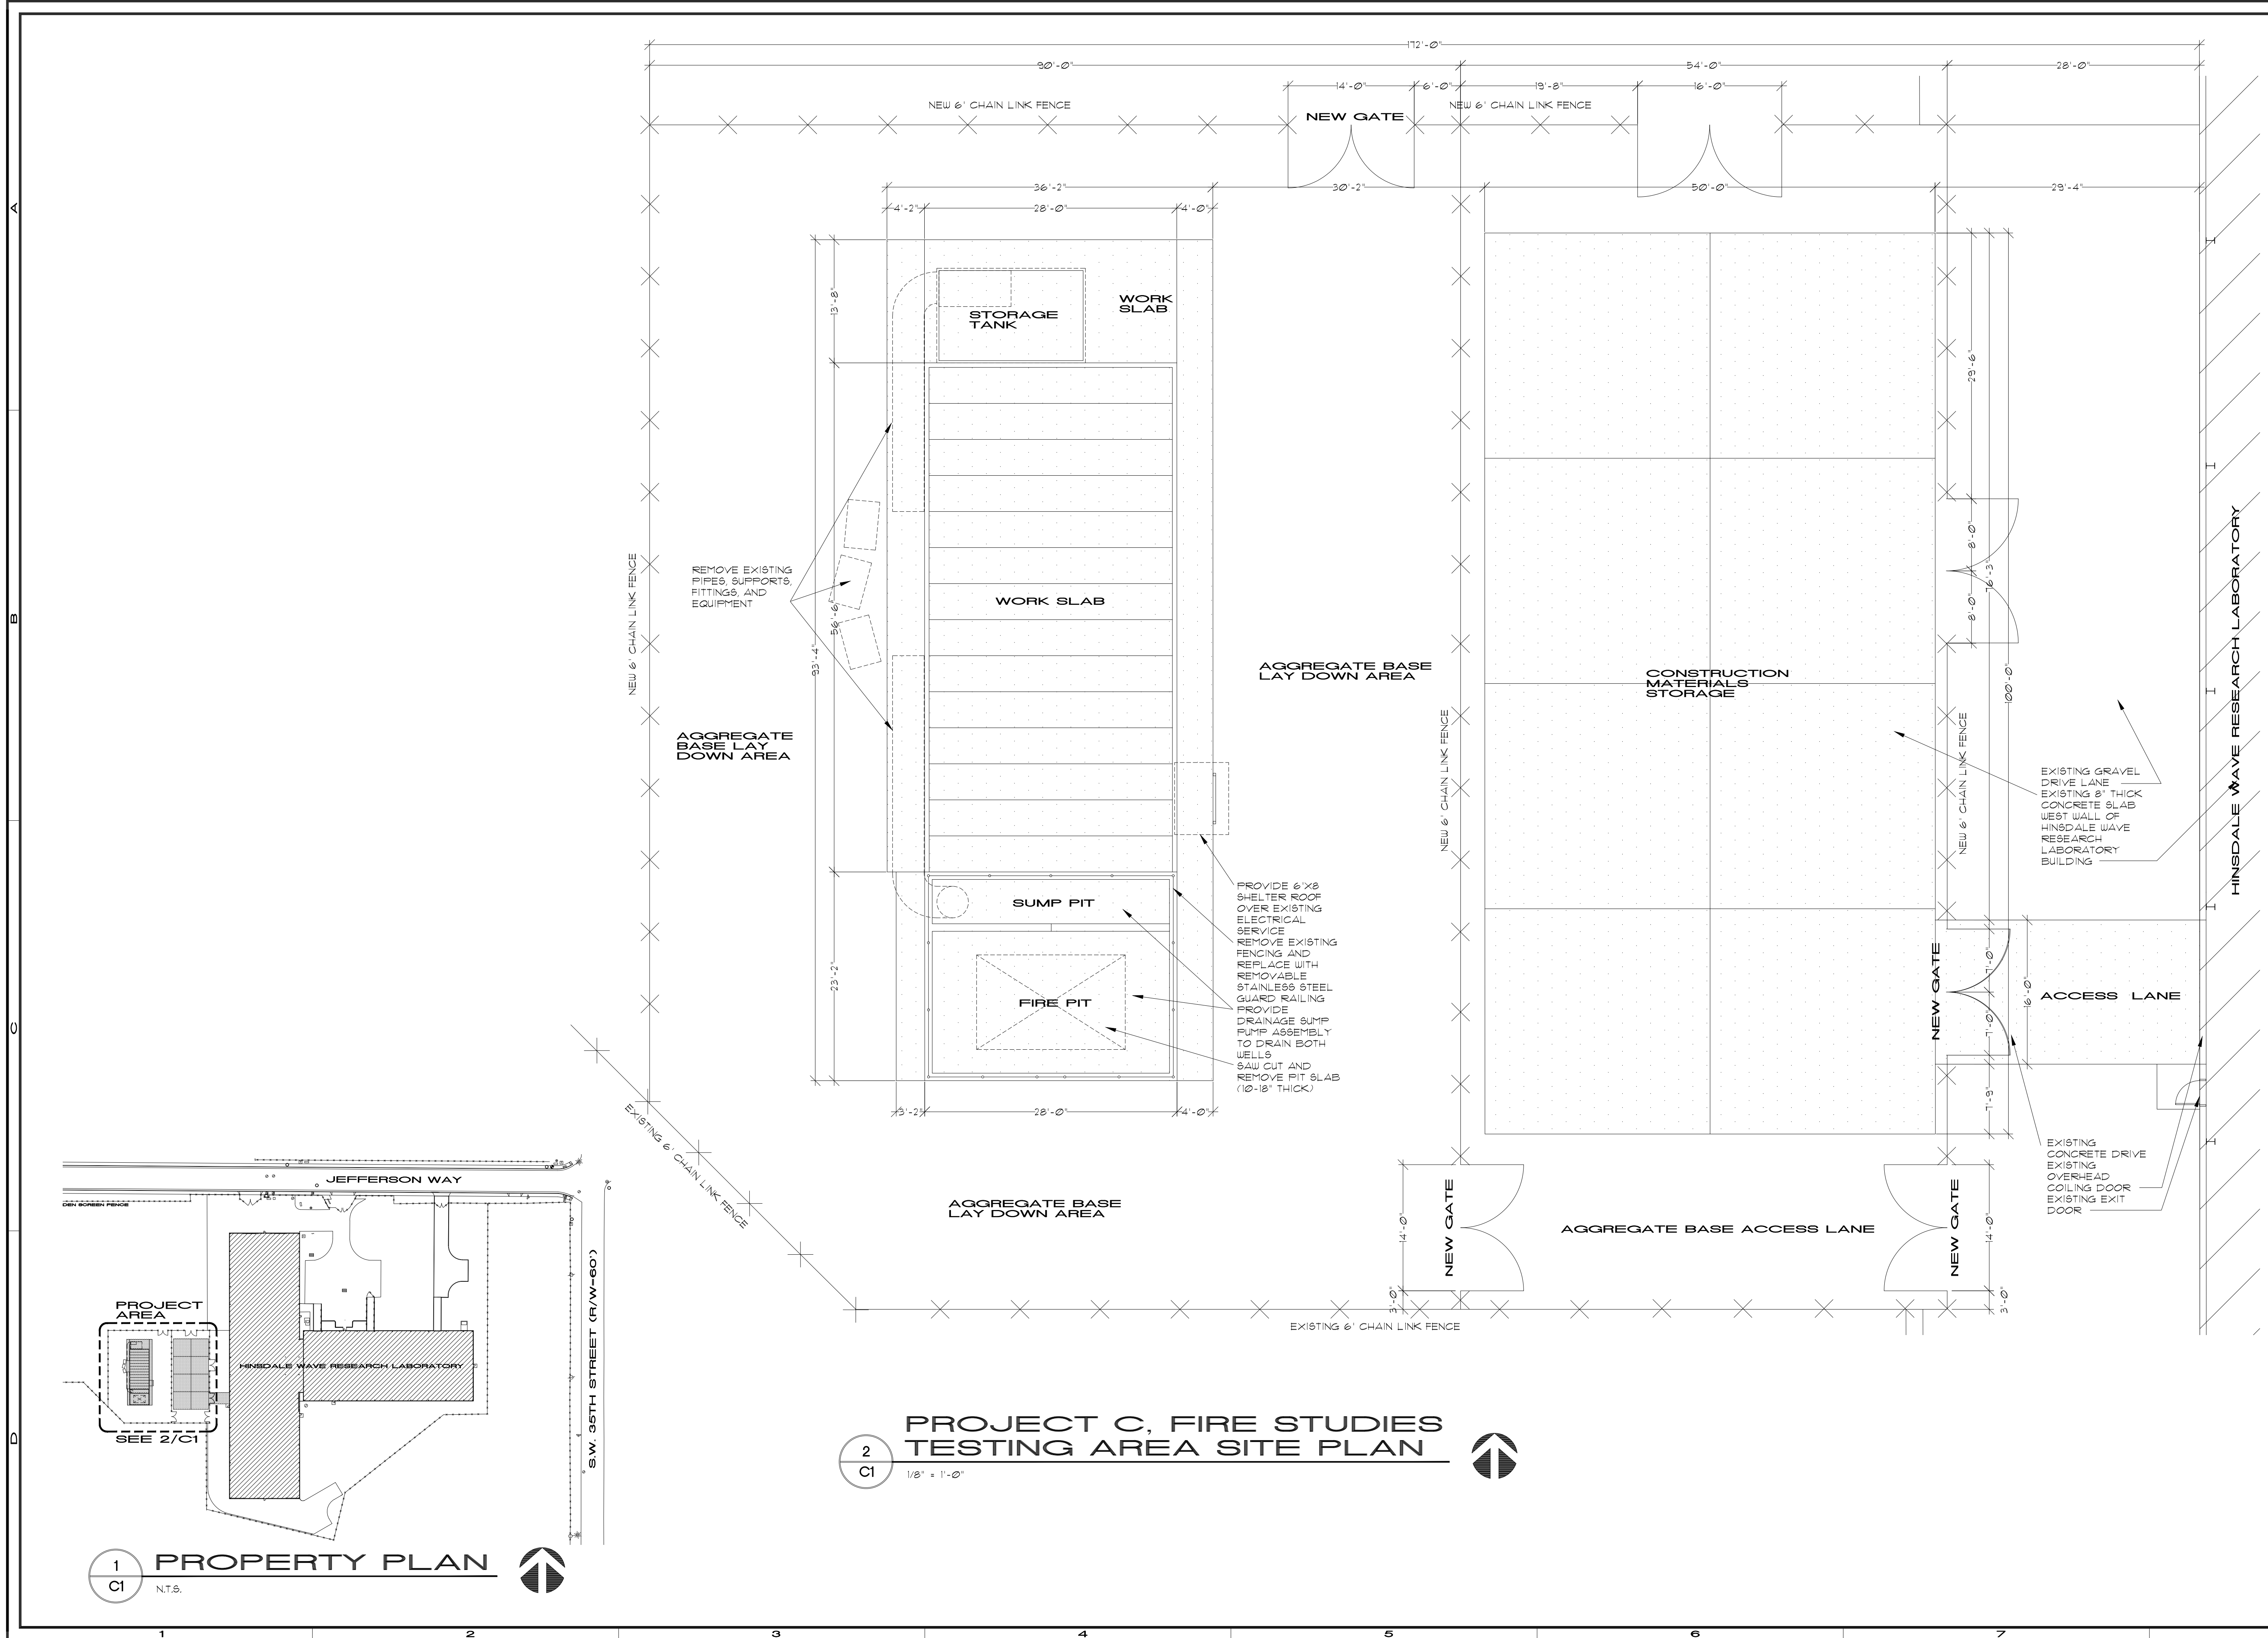 172'-0"
90'-0"
54'-0"
28'-0"
14'-0"
6'-0"
19'-8"
16'-0"
NEW 6' CHAIN LINK FENCE
NEW 6' CHAIN LINK FENCE
NEW GATE
36'-2"
30'-2"
50'-0"
29'-4"
4'-2"
28'-0"
4'-0"
A
13'-8"
STORAGE
TANK
WORK
SLAB
29'-6"
8'-0"
8'-0"
76'-3"
100'-0"
REMOVE EXISTING
PIPES, SUPPORTS,
FITTINGS, AND
EQUIPMENT
56'-6"
93'-4"
NEW 6' CHAIN LINK FENCE
B
WORK SLAB
AGGREGATE BASE
LAY DOWN AREA
CONSTRUCTION
MATERIALS
STORAGE
HINSDALE WAVE RESEARCH LABORATORY
AGGREGATE
BASE LAY
DOWN AREA
NEW 6' CHAIN LINK FENCE
NEW 6' CHAIN LINK FENCE
EXISTING GRAVEL
DRIVE LANE
EXISTING 8" THICK
CONCRETE SLAB
WEST WALL OF
HINSDALE WAVE
RESEARCH
LABORATORY
BUILDING
SUMP PIT
FIRE PIT
23'-2"
PROVIDE 6'X8
SHELTER ROOF
OVER EXISTING
ELECTRICAL
SERVICE
REMOVE EXISTING
FENCING AND
REPLACE WITH
REMOVABLE
STAINLESS STEEL
GUARD RAILING
PROVIDE
DRAINAGE SUMP
PUMP ASSEMBLY
TO DRAIN BOTH
WELLS
SAW CUT AND
REMOVE PIT SLAB
(10-18" THICK)
NEW GATE
7'-0"
7'-0"
16'-0"
ACCESS LANE
7'-9"
C
3'-2"
28'-0"
4'-0"
EXISTING 6' CHAIN LINK FENCE
EXISTING
CONCRETE DRIVE
EXISTING
OVERHEAD
COILING DOOR
EXISTING EXIT
DOOR
AGGREGATE BASE
LAY DOWN AREA
14'-0"
NEW GATE
AGGREGATE BASE ACCESS LANE
NEW GATE
14'-0"
3'-0"
3'-0"
EXISTING 6' CHAIN LINK FENCE
JEFFERSON WAY
DEN SCREEN FENCE
PROJECT
AREA
HINSDALE WAVE RESEARCH LABORATORY
S.W. 35TH STREET (R/W-60')
SEE 2/C1
D
2
C1
PROJECT C, FIRE STUDIES
TESTING AREA SITE PLAN
1/8" = 1'-0"
1
C1
PROPERTY PLAN
N.T.S.
1
2
3
4
5
6
7